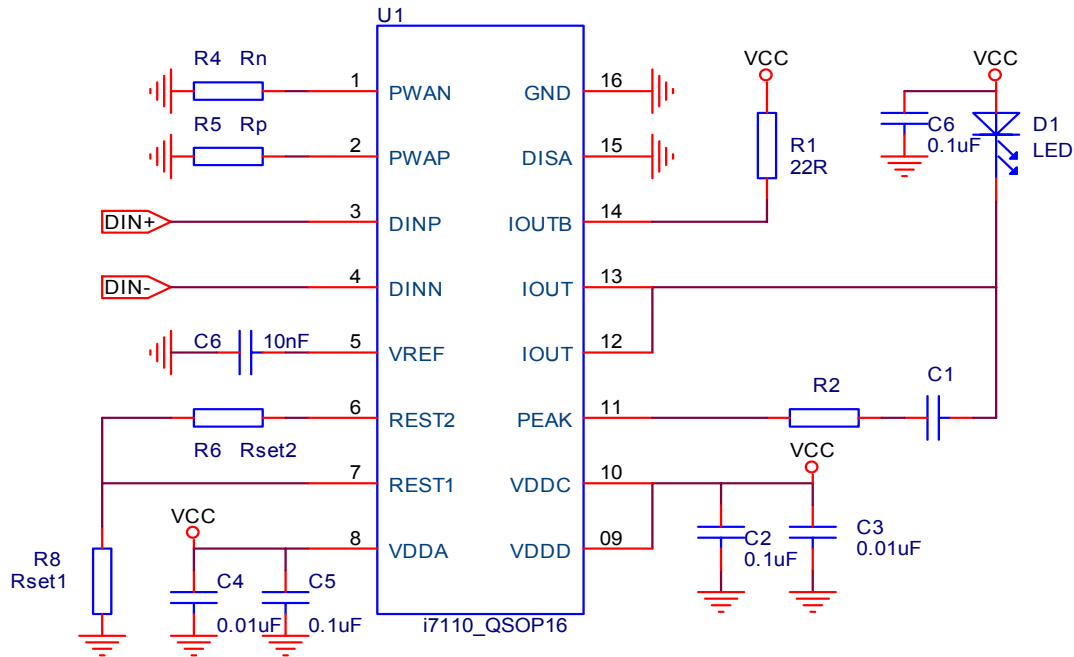 U1
R4 Rn
1
PWAN
GND
16
VCC
VCC
R5 Rp
2
PWAP
DISA
15
R1
22R
C6
0.1uF
D1
LED
DIN+
3
DINP
IOUTB
14
DIN-
4
DINN
IOUT
13
C6
10nF
5
VREF
IOUT
12
6
REST2
PEAK
11
R2
C1
R6 Rset2
7
REST1
VDDC
10
VCC
VCC
8
VDDA
VDDD
09
C2
0.1uF
C3
0.01uF
R8
Rset1
C4
0.01uF
C5
0.1uF
i7110_QSOP16